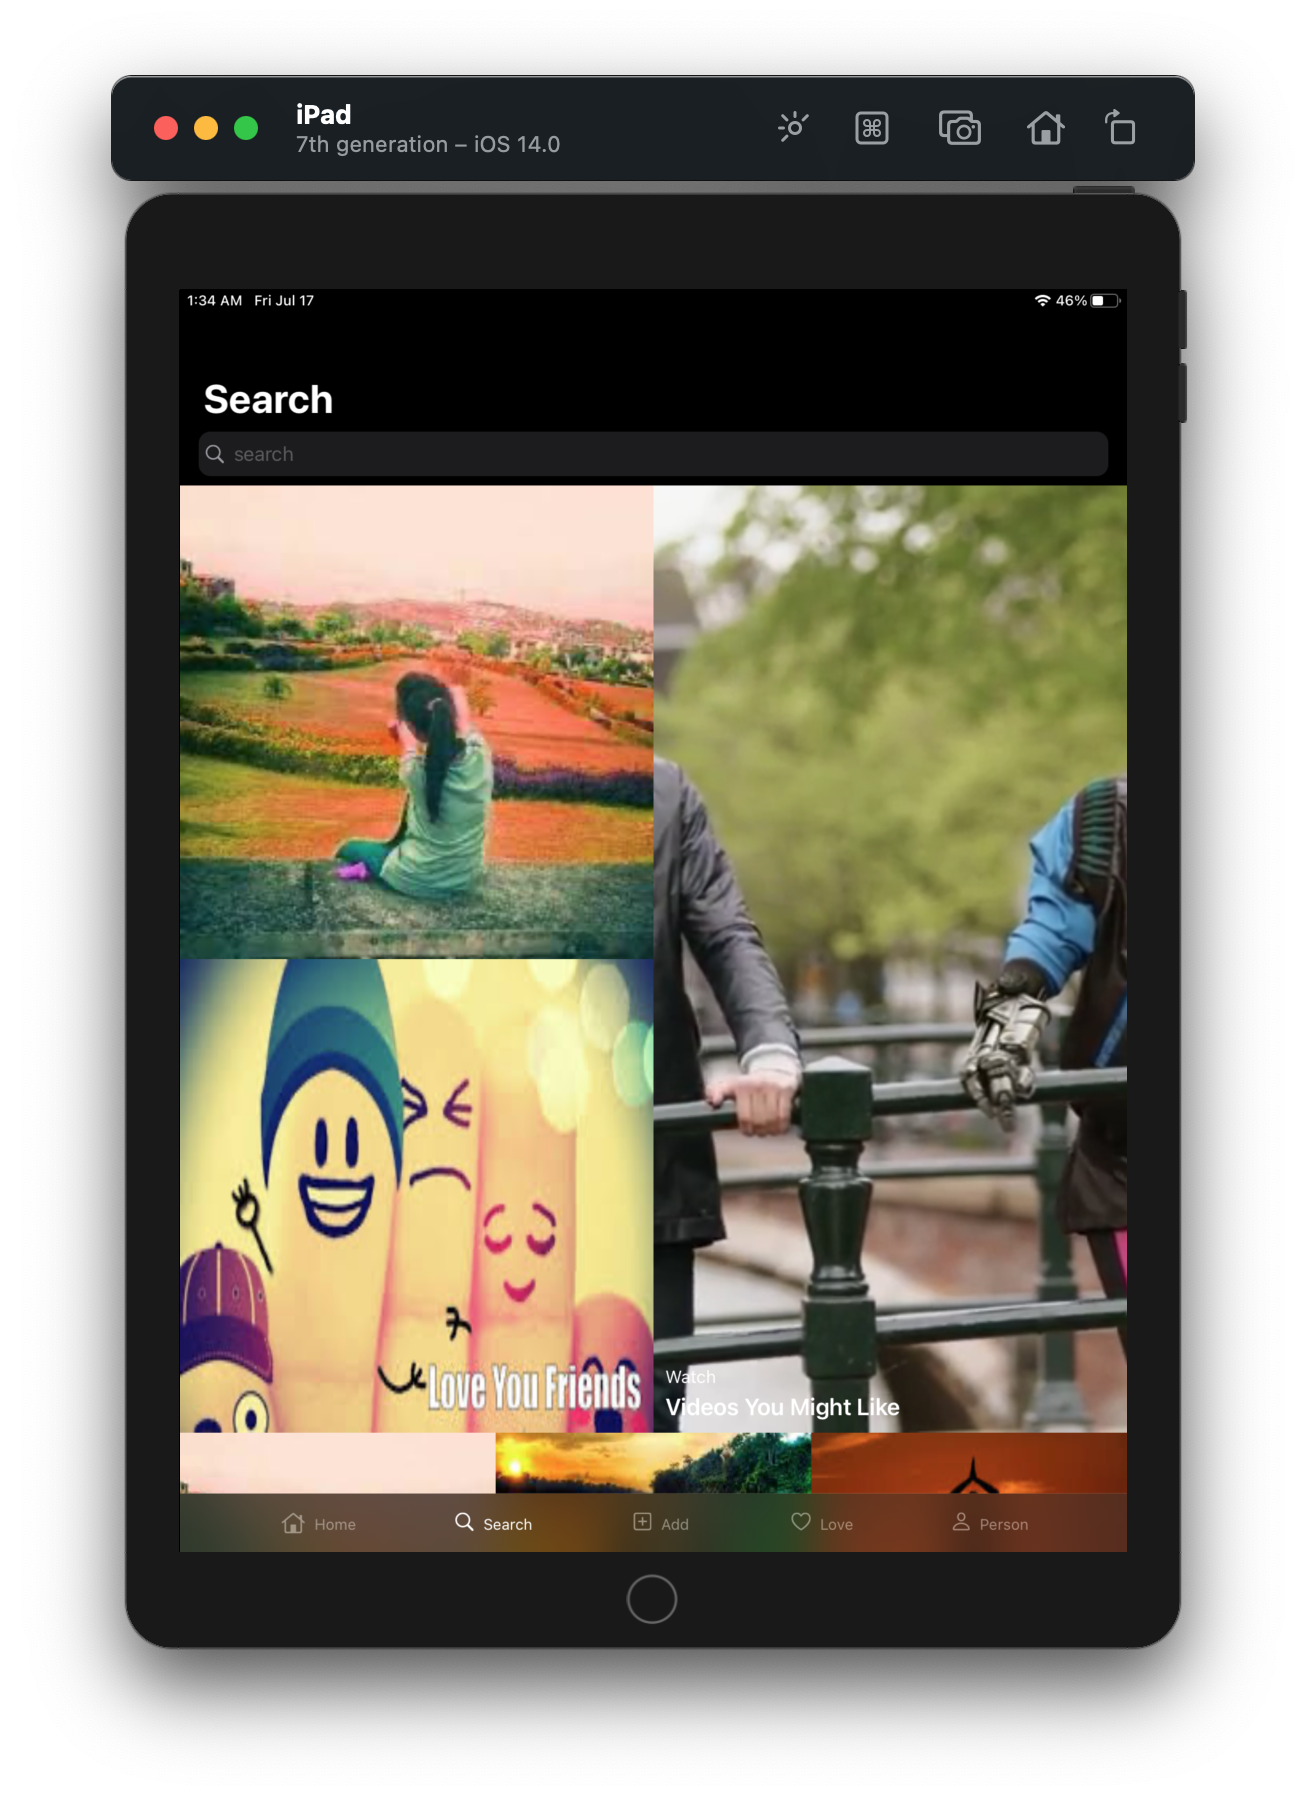 iPad
7th generation – iOS 14.0
1:34 AM Fri Jul 17
46%
Search
search
Love You Friends
Watch
Videos You Might Like
Home Search Add Love Person